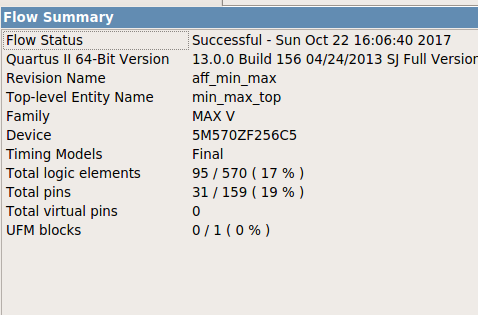 Flow Summary
Flow Status Successful - Sun Oct 22 16:06:40 2017
Quartus II 64-Bit Version 13.0.0 Build 156 04/24/2013 SJ Full Version
Revision Name aff_min_max
Top-level Entity Name min_max_top
Family MAX V
Device 5M570ZF256C5
Timing Models Final
Total logic elements 95 / 570 ( 17 % )
Total pins 31 / 159 ( 19 % )
Total virtual pins 0
UFM blocks 0 / 1 ( 0 % )